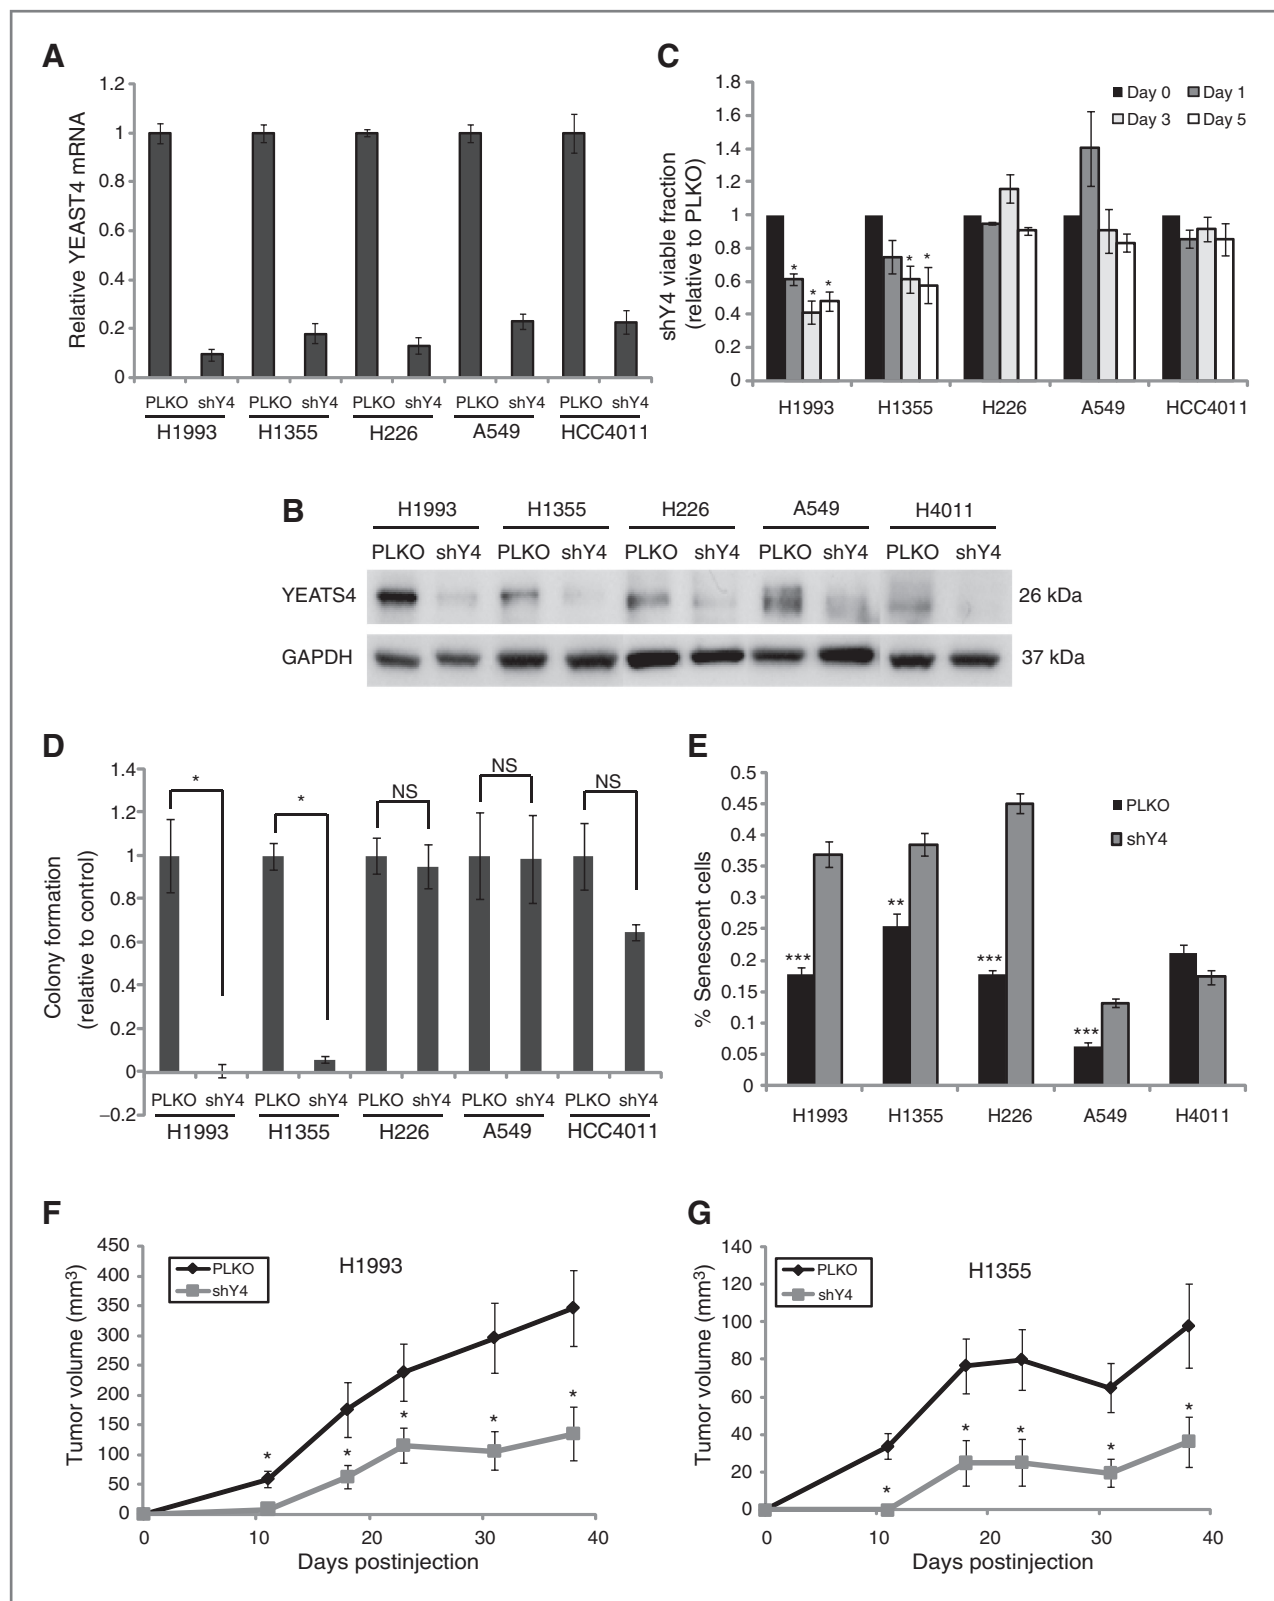 A
Relative YEAST4 mRNA
1.2
1
0.8
0.6
0.4
0.2
0
PLKO shY4 PLKO shY4 PLKO shY4 PLKO shY4 PLKO shY4
H1993 H1355 H226 A549 HCC4011
C
shY4 viable fraction
(relative to PLKO)
1.8
1.6
1.4
1.2
1
0.8
0.6
0.4
0.2
0
Day 0 Day 1
Day 3 Day 5
* * *
* *
H1993 H1355 H226 A549 HCC4011
B
H1993 H1355 H226 A549 H4011
PLKO shY4 PLKO shY4 PLKO shY4 PLKO shY4 PLKO shY4
YEATS4 26 kDa
GAPDH 37 kDa
D
Colony formation
(relative to control)
1.4
1.2
1
0.8
0.6
0.4
0.2
0
−0.2
* * NS NS NS
PLKO shY4 PLKO shY4 PLKO shY4 PLKO shY4 PLKO shY4
H1993 H1355 H226 A549 HCC4011
E
% Senescent cells
0.5
0.45
0.4
0.35
0.3
0.25
0.2
0.15
0.1
0.05
0
PLKO
shY4
*** ** *** ***
H1993 H1355 H226 A549 H4011
F
Tumor volume (mm³)
450
400
350
300
250
200
150
100
50
0
PLKO
shY4
H1993
* * * * *
0 10 20 30 40
Days postinjection
G
Tumor volume (mm³)
140
120
100
80
60
40
20
0
PLKO
shY4
H1355
* * * * *
0 10 20 30 40
Days postinjection